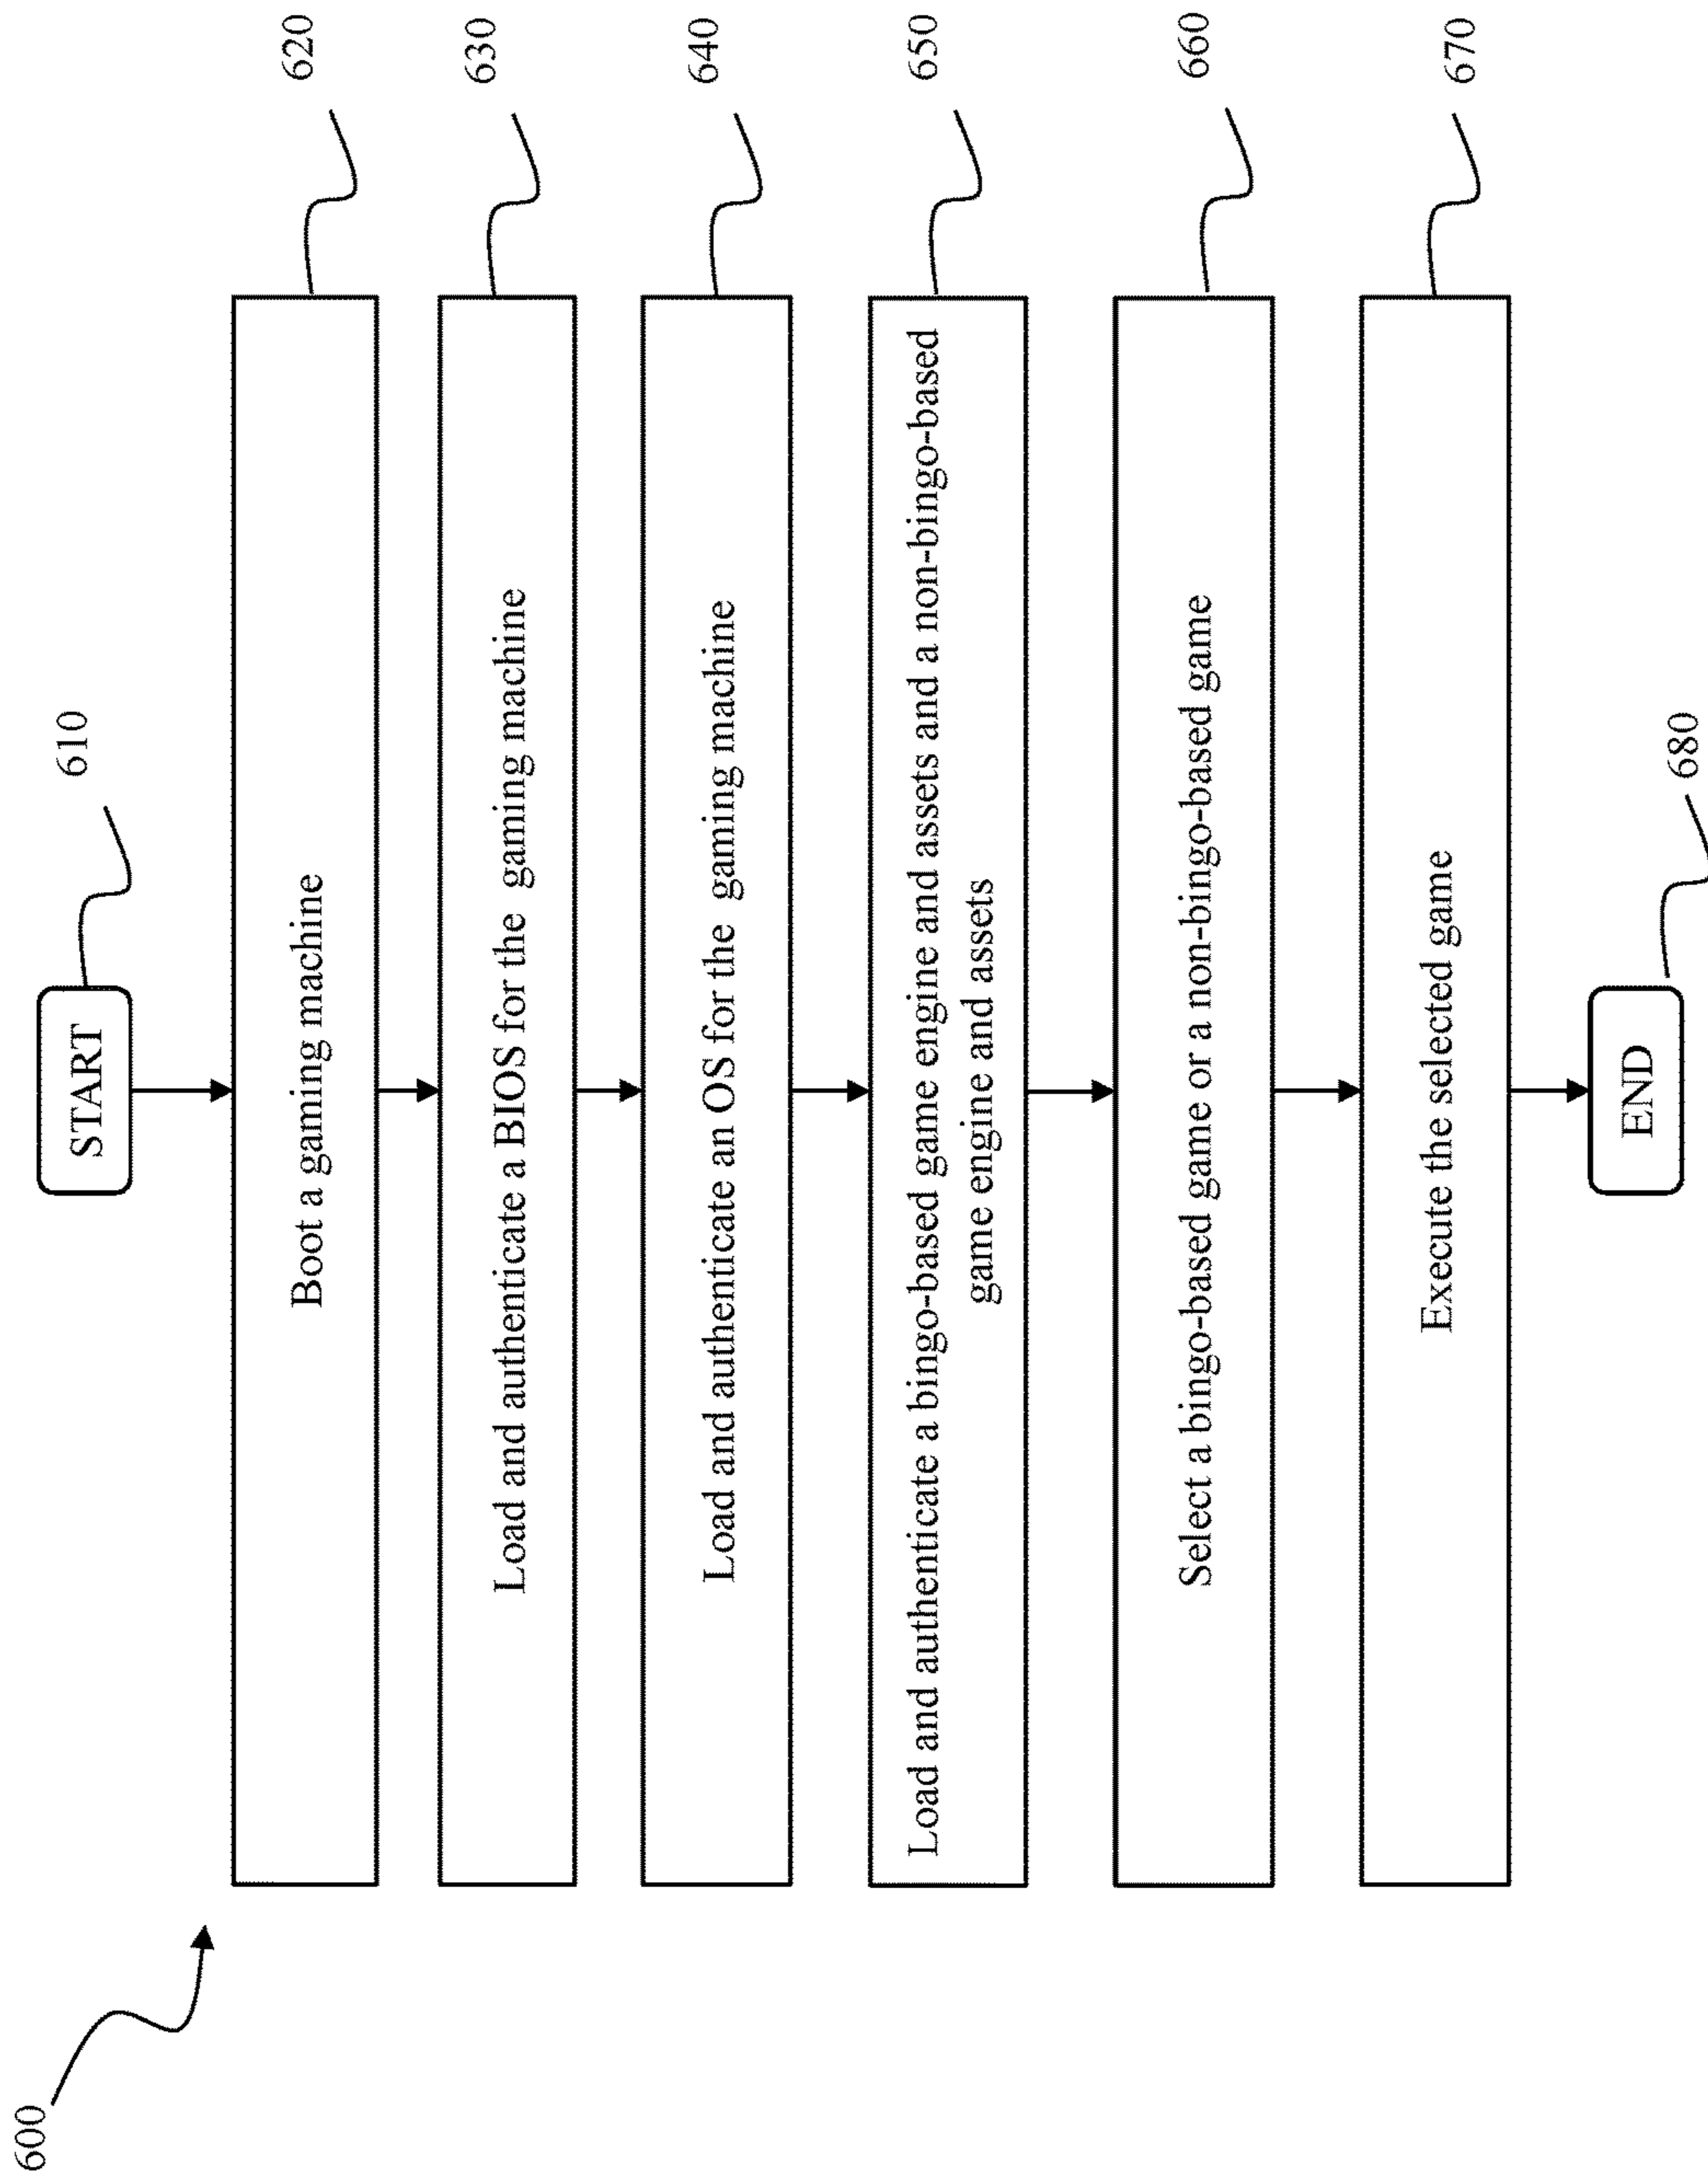 600
START
610
Boot a gaming machine
620
Load and authenticate a BIOS for the gaming machine
630
Load and authenticate an OS for the gaming machine
640
Load and authenticate a bingo-based game engine and assets and a non-bingo-based
game engine and assets
650
Select a bingo-based game or a non-bingo-based game
660
Execute the selected game
670
END
680